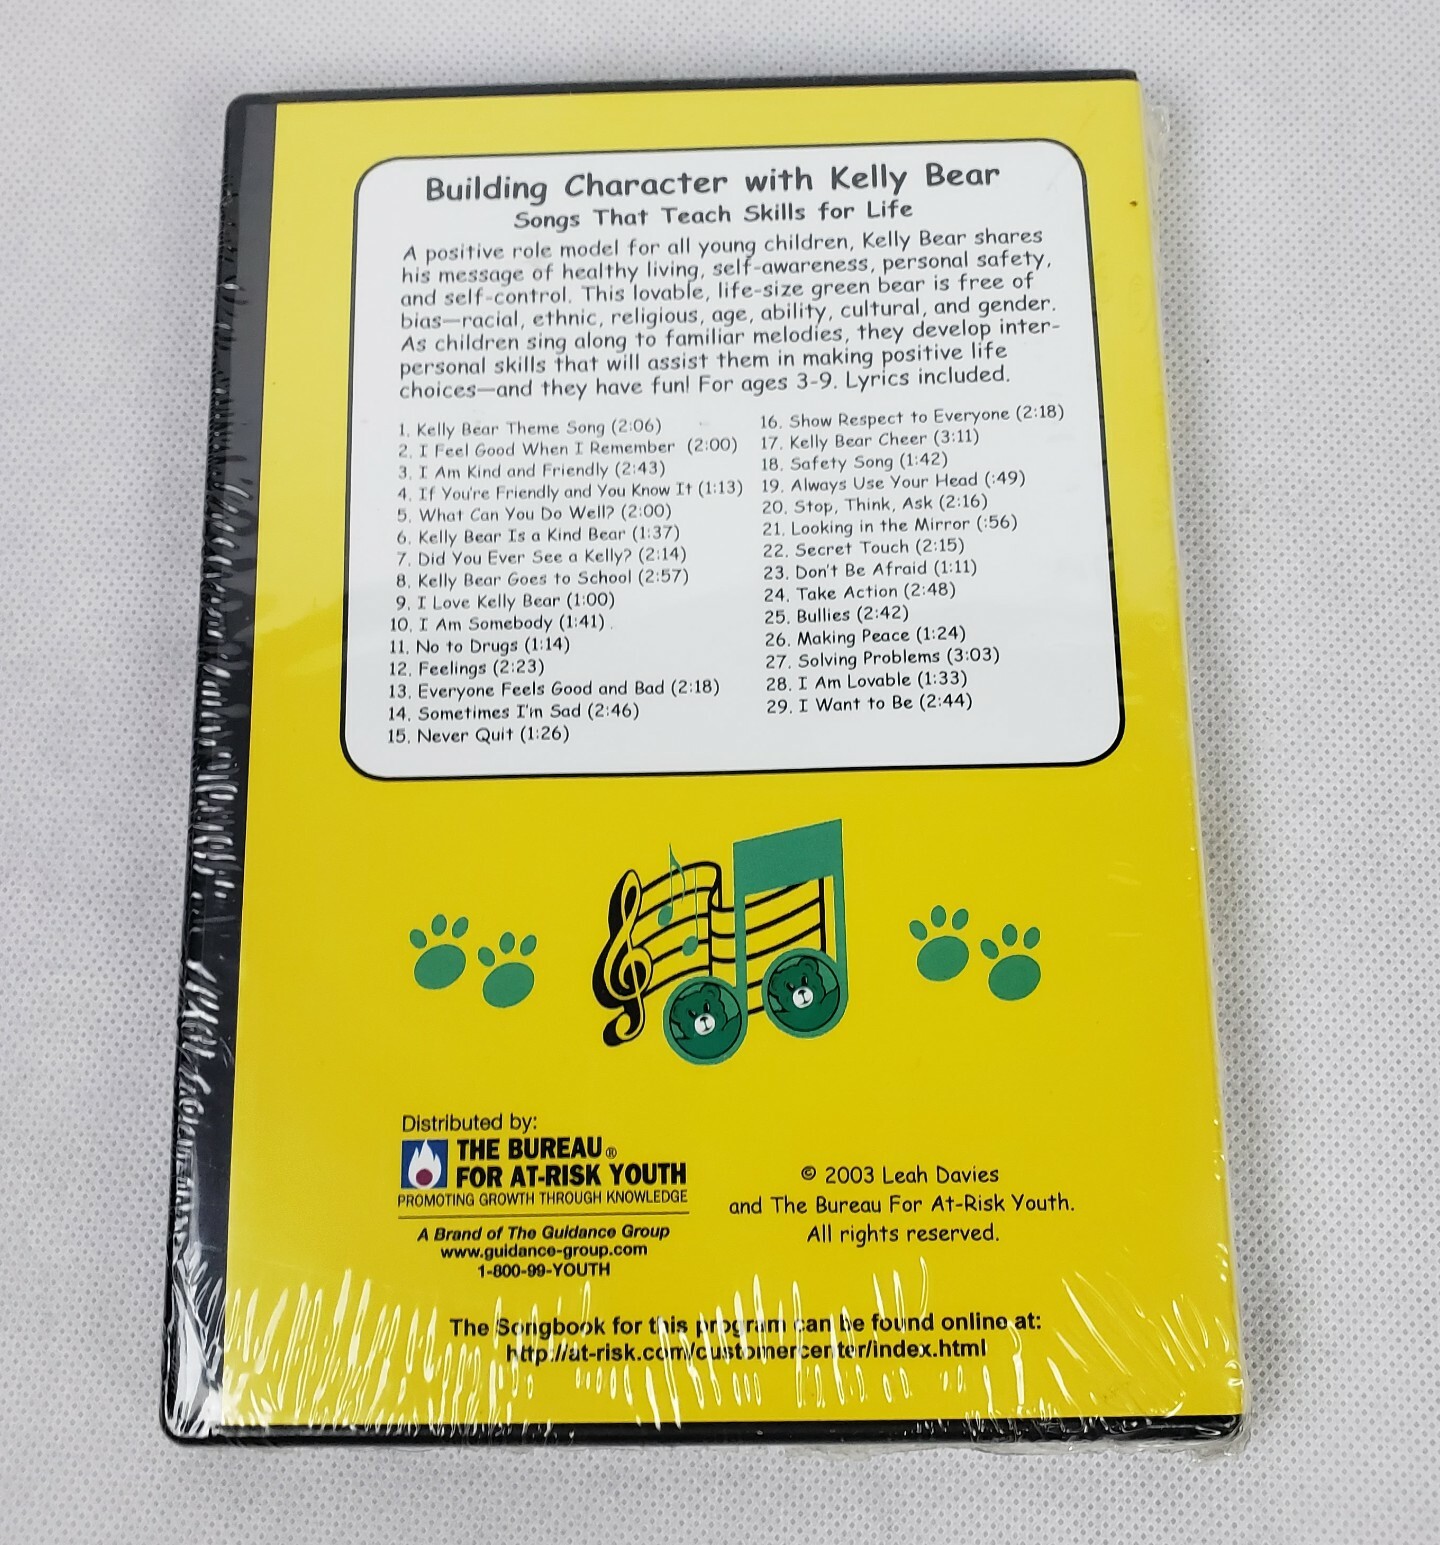 Building Character with Kelly Bear
Songs That Teach Skills for Life
A positive role model for all young children, Kelly Bear shares
his message of healthy living, self-awareness, personal safety,
and self-control. This lovable, life-size green bear is free of
bias—racial, ethnic, religious, age, ability, cultural, and gender.
As children sing along to familiar melodies, they develop inter-
personal skills that will assist them in making positive life
choices—and they have fun! For ages 3-9. Lyrics included.
1. Kelly Bear Theme Song (2:06)
2. I Feel Good When I Remember (2:00)
3. I Am Kind and Friendly (2:43)
4. If You're Friendly and You Know It (1:13)
5. What Can You Do Well? (2:00)
6. Kelly Bear Is a Kind Bear (1:37)
7. Did You Ever See a Kelly? (2:14)
8. Kelly Bear Goes to School (2:57)
9. I Love Kelly Bear (1:00)
10. I Am Somebody (1:41)
11. No to Drugs (1:14)
12. Feelings (2:23)
13. Everyone Feels Good and Bad (2:18)
14. Sometimes I'm Sad (2:46)
15. Never Quit (1:26)
16. Show Respect to Everyone (2:18)
17. Kelly Bear Cheer (3:11)
18. Safety Song (1:42)
19. Always Use Your Head (:49)
20. Stop, Think, Ask (2:16)
21. Looking in the Mirror (:56)
22. Secret Touch (2:15)
23. Don't Be Afraid (1:11)
24. Take Action (2:48)
25. Bullies (2:42)
26. Making Peace (1:24)
27. Solving Problems (3:03)
28. I Am Lovable (1:33)
29. I Want to Be (2:44)
Distributed by:
THE BUREAU®
FOR AT-RISK YOUTH
PROMOTING GROWTH THROUGH KNOWLEDGE
A Brand of The Guidance Group
www.guidance-group.com
1-800-99-YOUTH
© 2003 Leah Davies
and The Bureau For At-Risk Youth.
All rights reserved.
The Songbook for this program can be found online at:
http://at-risk.com/customercenter/index.html